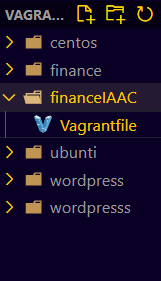 VAGRA...
centos
finance
financeIAAC
Vagrantfile
ubunti
wordpress
wordpresss